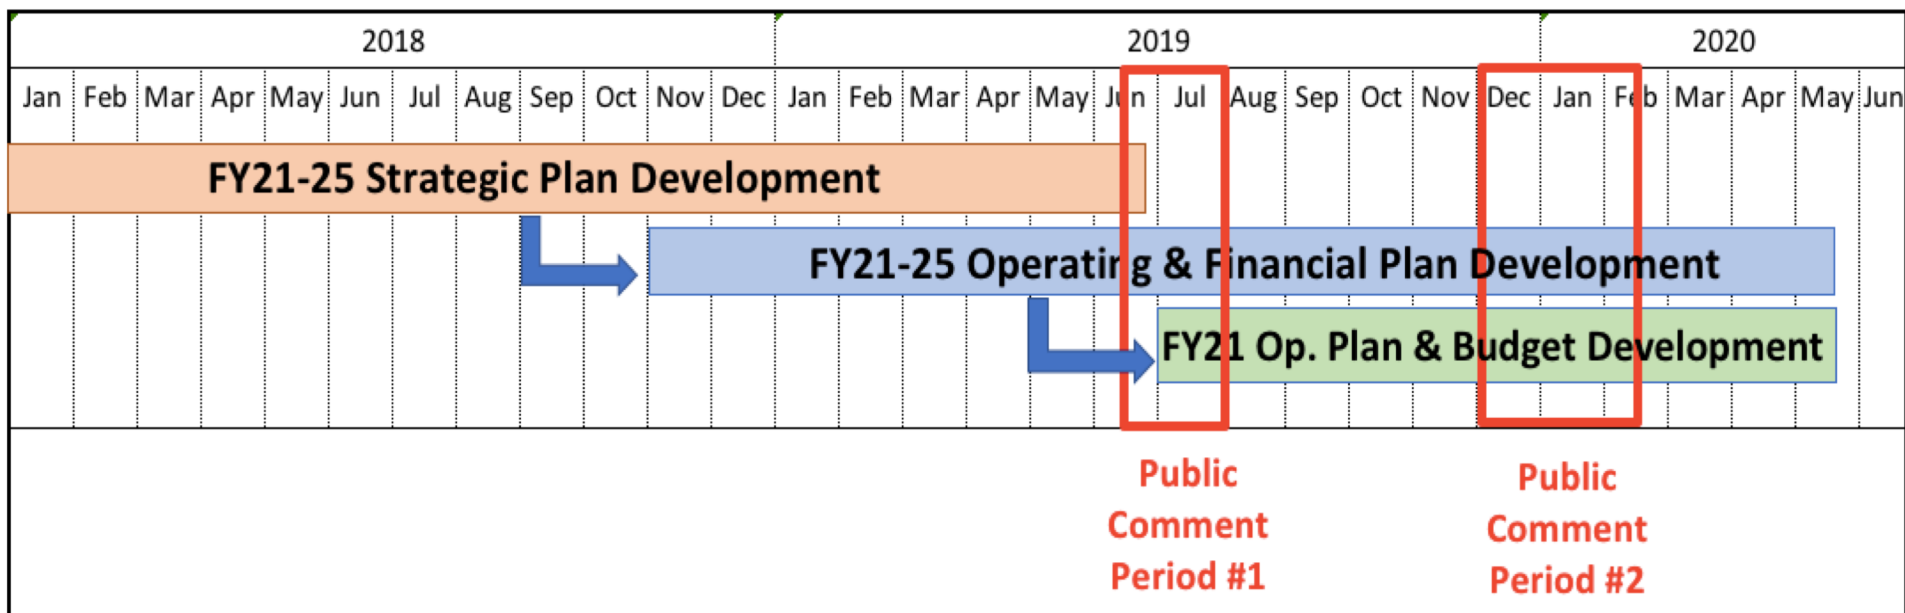 2018 2019 2020
Jan Feb Mar Apr May Jun Jul Aug Sep Oct Nov Dec Jan Feb Mar Apr May Jun Jul Aug Sep Oct Nov Dec Jan Feb Mar Apr May Jun
FY21-25 Strategic Plan Development
FY21-25 Operating & Financial Plan Development
FY21 Op. Plan & Budget Development
Public
Comment
Period #1
Public
Comment
Period #2